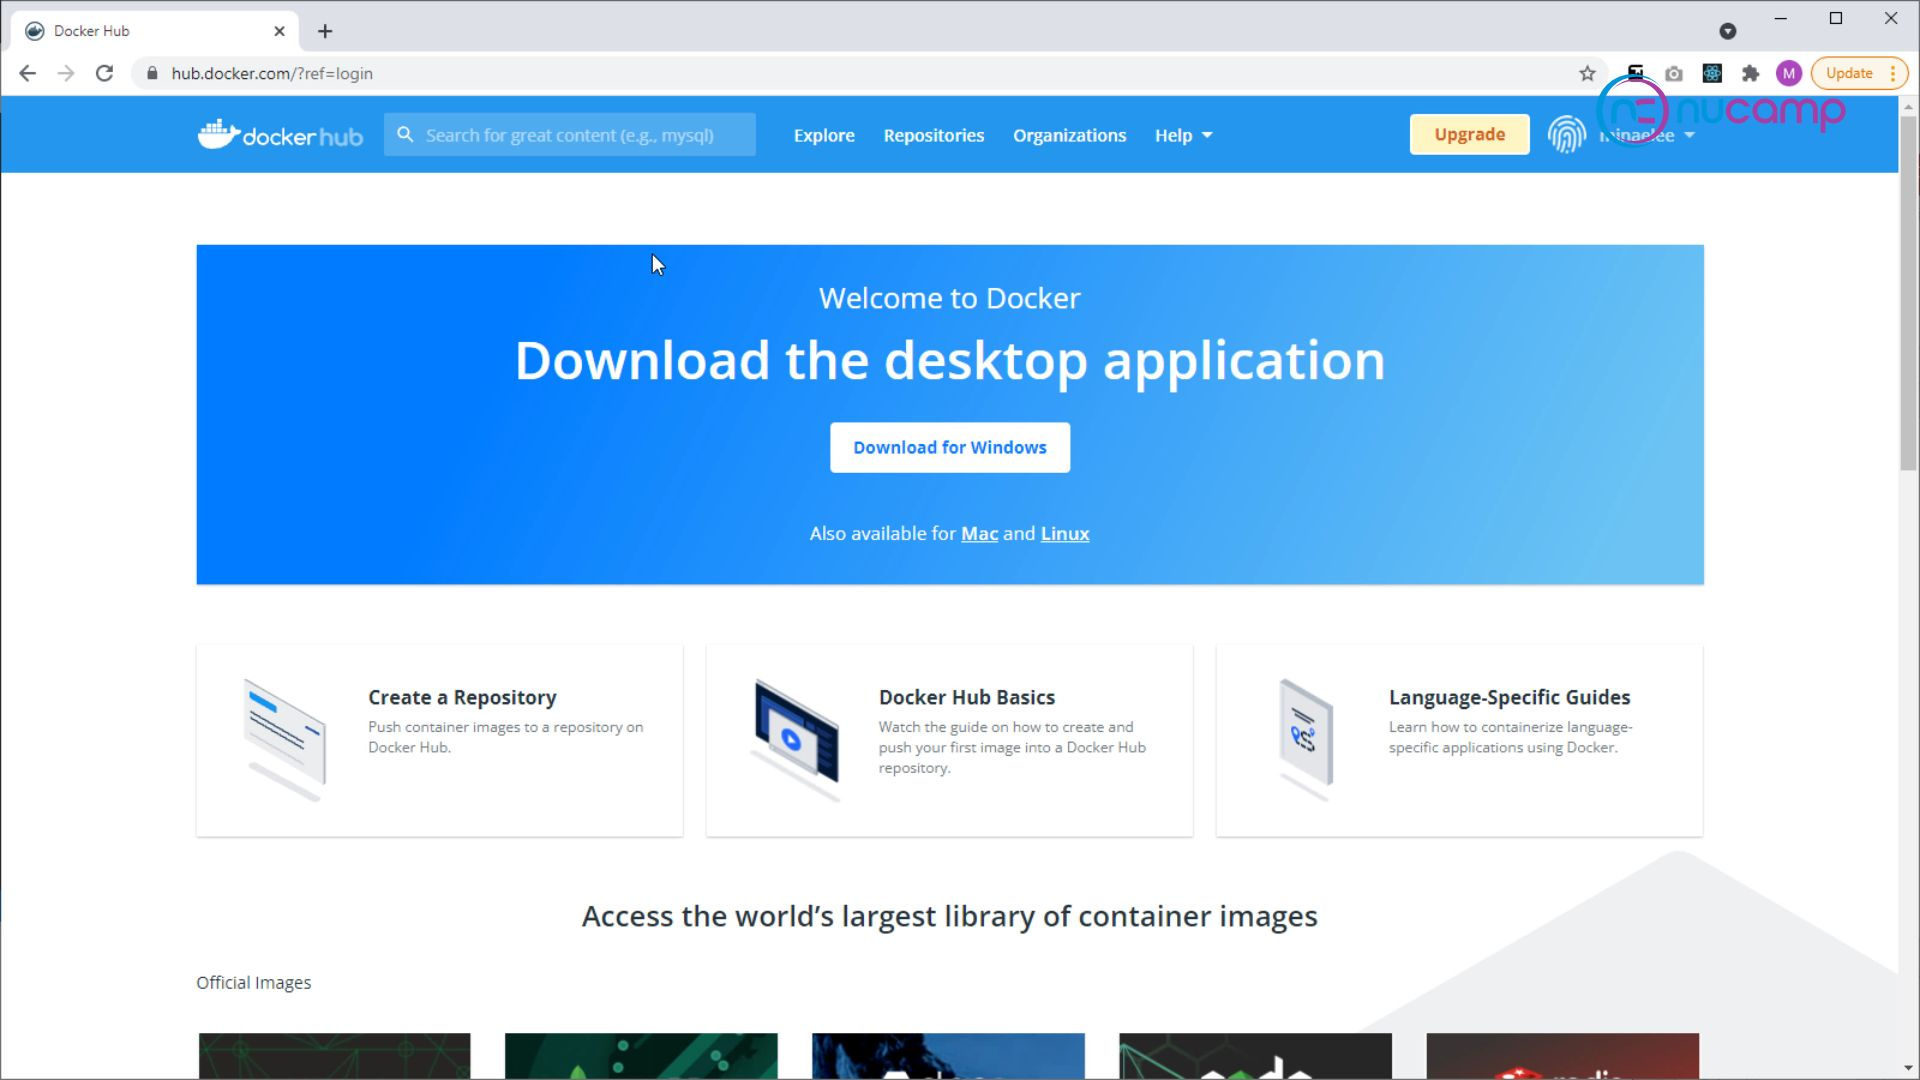 Docker Hub
hub.docker.com/?ref=login
M
Update
nucamp
docker hub
Search for great content (e.g., mysql)
Explore
Repositories
Organizations
Help
Upgrade
minaelee
Welcome to Docker
Download the desktop application
Download for Windows
Also available for Mac and Linux
Create a Repository
Push container images to a repository on
Docker Hub.
Docker Hub Basics
Watch the guide on how to create and
push your first image into a Docker Hub
repository.
Language-Specific Guides
Learn how to containerize language-
specific applications using Docker.
Access the world’s largest library of container images
Official Images